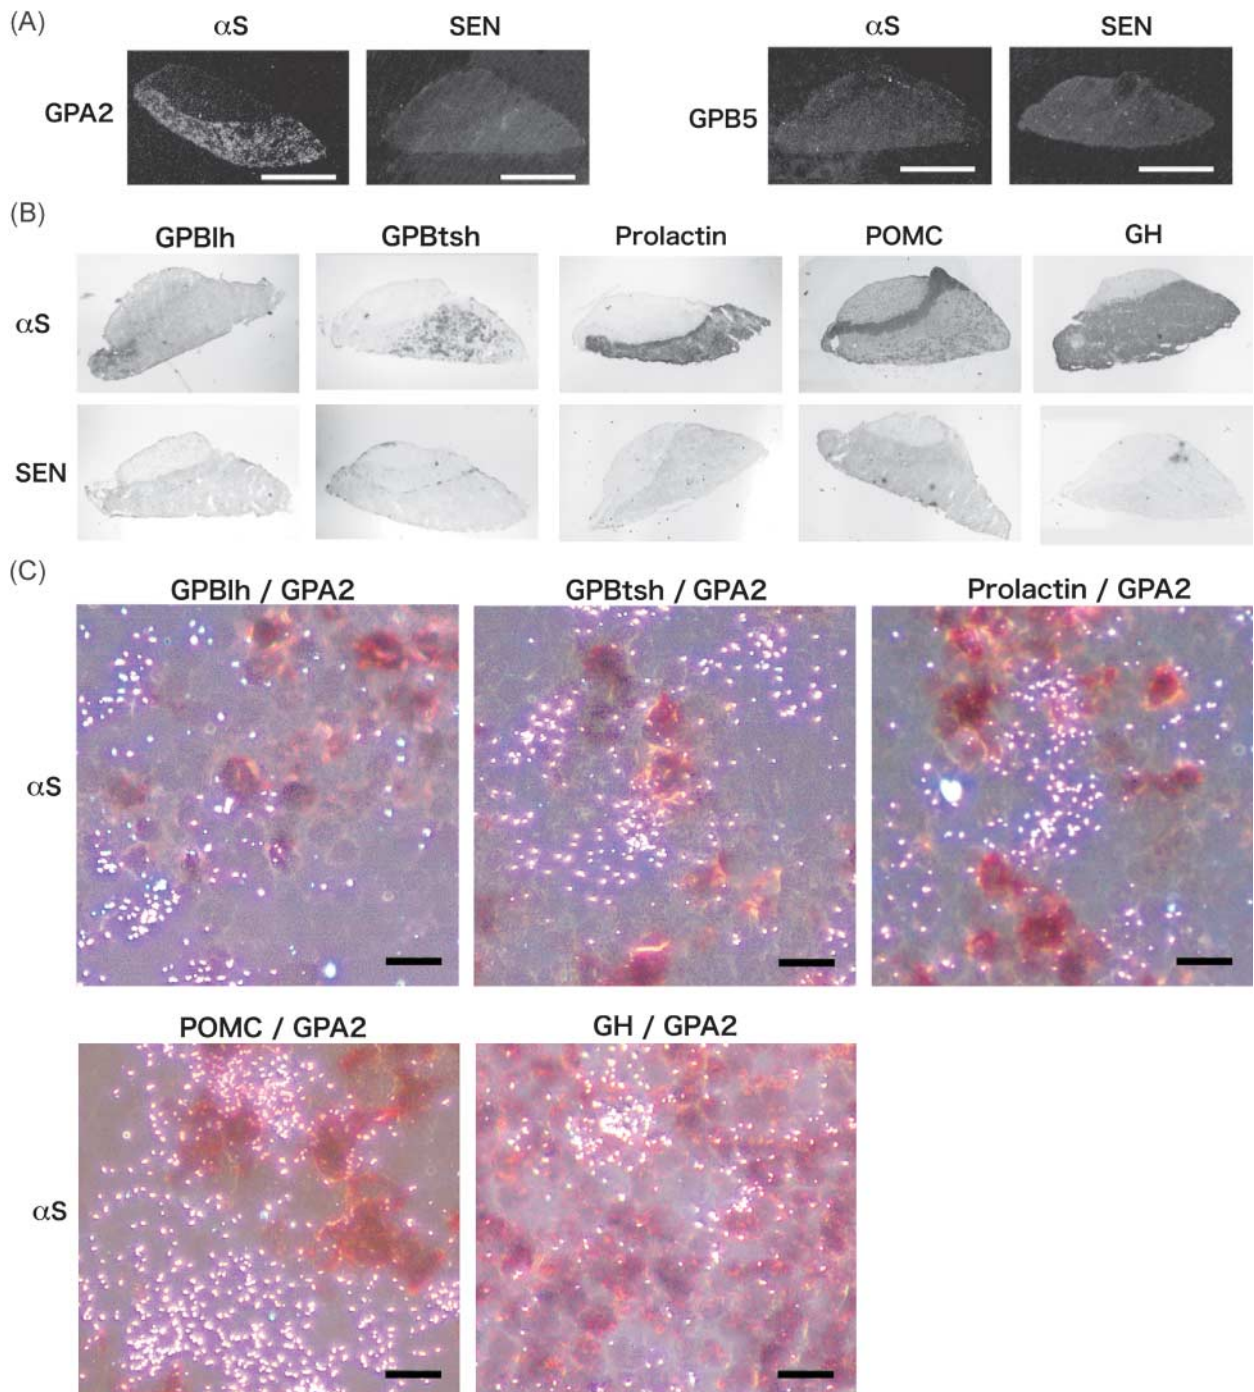 (A)
αS SEN αS SEN
GPA2 GPB5
(B)
GPBlh GPBtsh Prolactin POMC GH
αS
SEN
(C)
GPBlh / GPA2 GPBtsh / GPA2 Prolactin / GPA2
αS
POMC / GPA2 GH / GPA2
αS